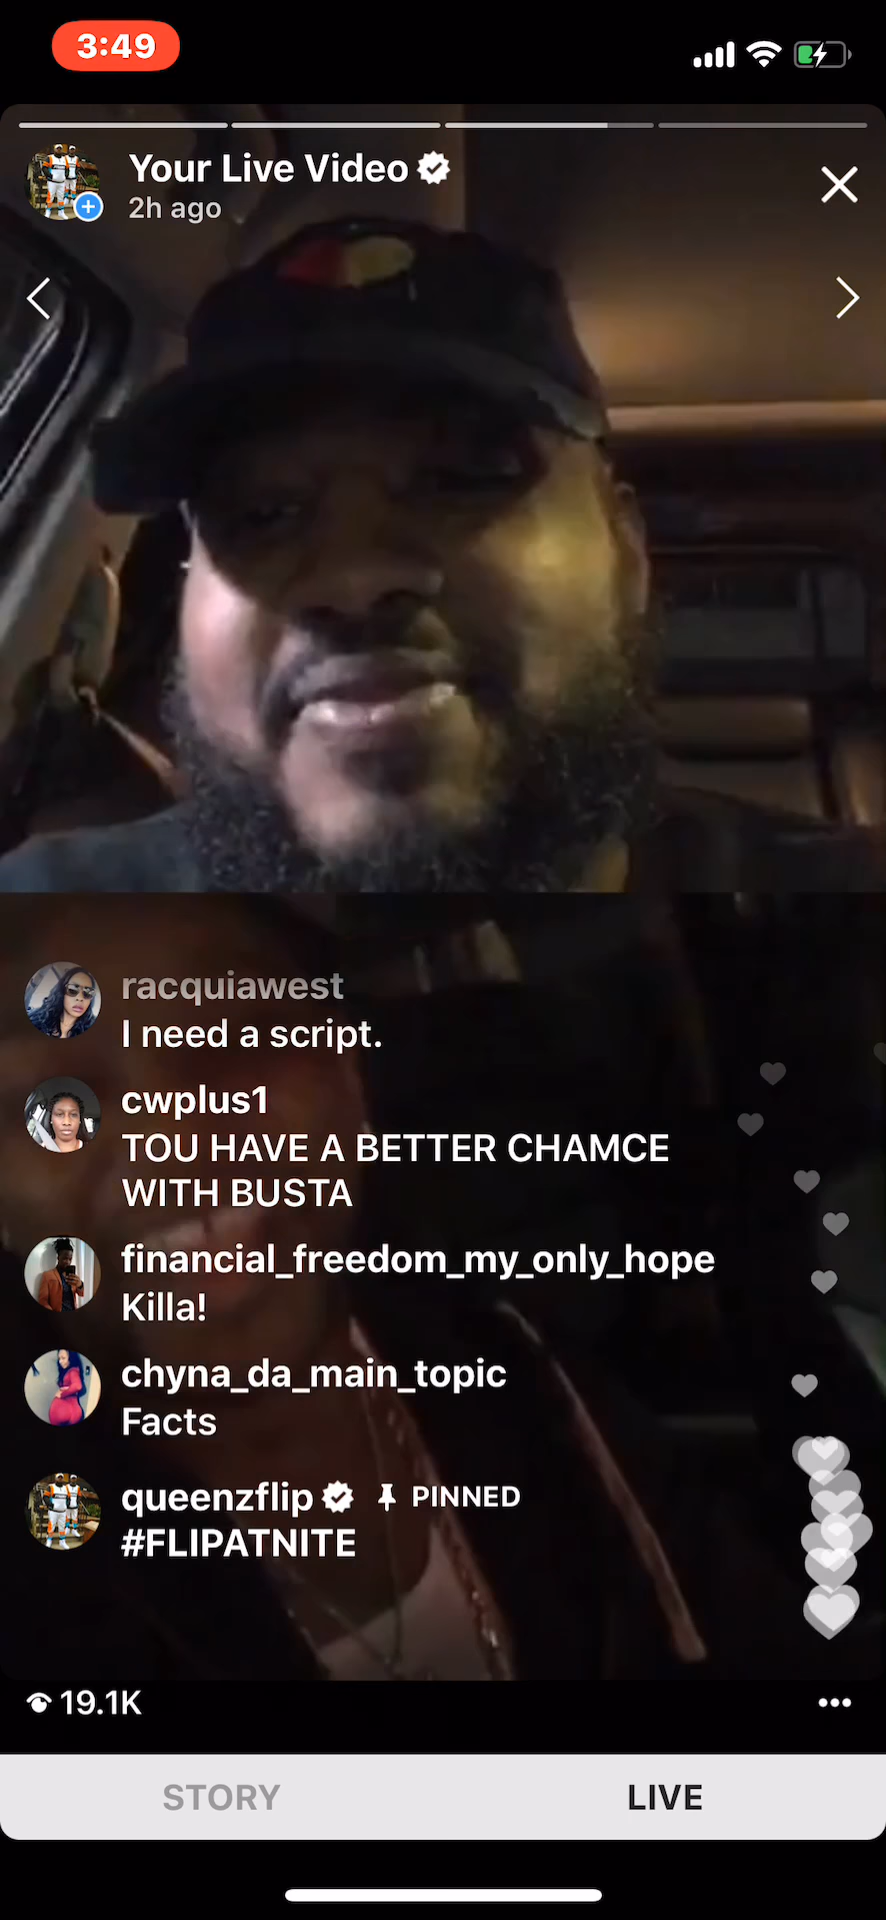 3:49
Your Live Video
2h ago
racquiawest
I need a script.
cwplus1
TOU HAVE A BETTER CHAMCE
WITH BUSTA
financial_freedom_my_only_hope
Killa!
chyna_da_main_topic
Facts
queenzflip PINNED
#FLIPATNITE
19.1K
STORY LIVE